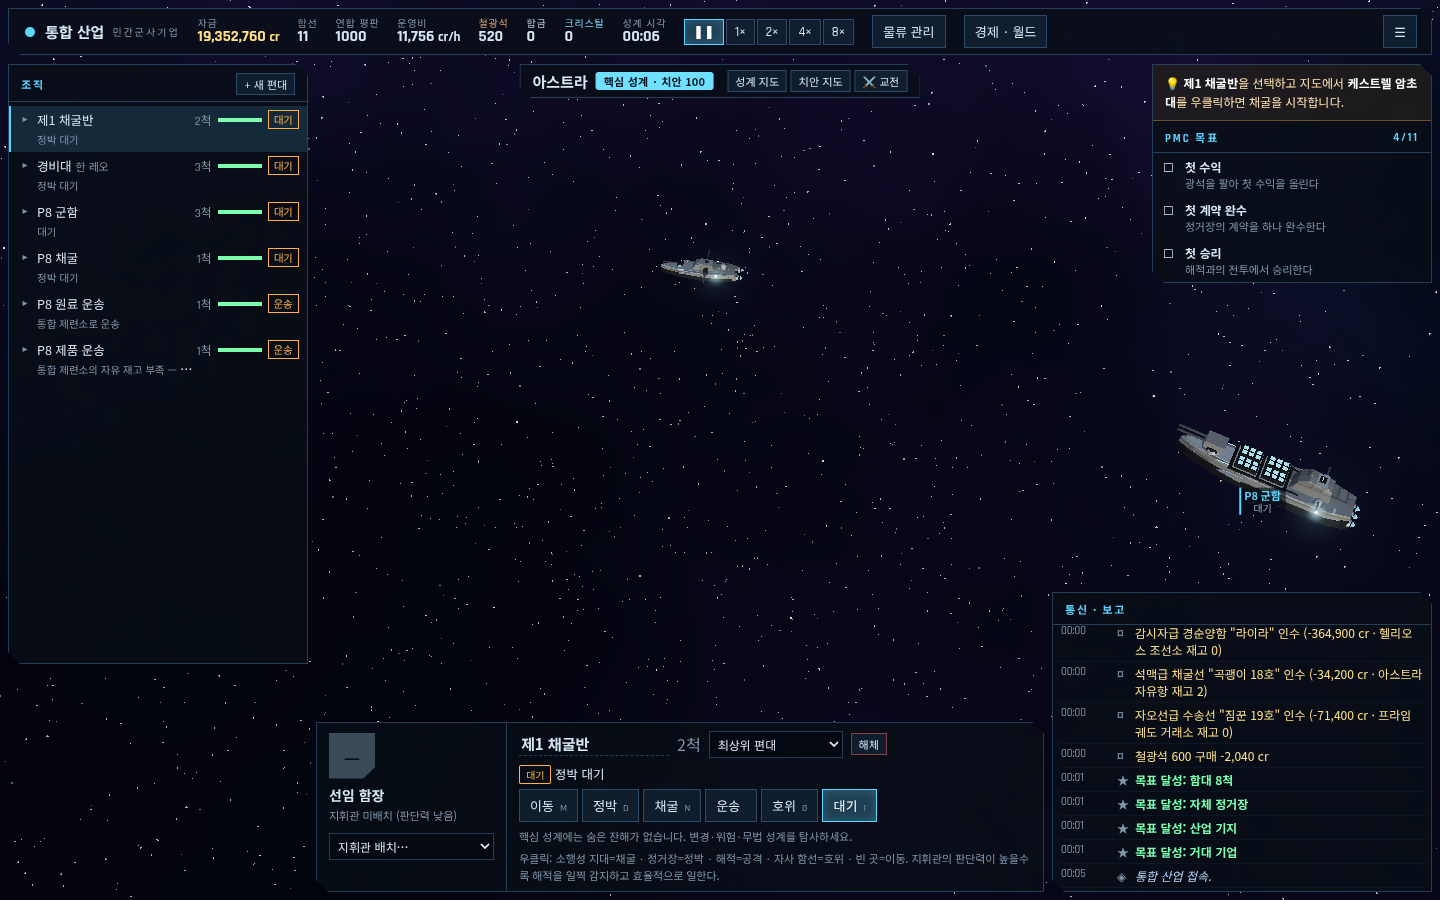 통합 산업 민간군사기업
자금 19,352,760 cr
함선 11
연합 평판 1000
운영비 11,756 cr/h
철광석 520
합금 0
크리스탈 0
성계 시각 00:06
❚❚ 1× 2× 4× 8×
물류 관리
경제 · 월드
☰
조직
+ 새 편대
▸ 제1 채굴반 2척 대기
정박 대기
▸ 경비대 한 레오 3척 대기
정박 대기
▸ P8 군함 3척 대기
대기
▸ P8 채굴 1척 대기
정박 대기
▸ P8 원료 운송 1척 운송
통합 제련소로 운송
▸ P8 제품 운송 1척 운송
통합 제련소의 자유 재고 부족 — ⋯
아스트라 핵심 성계 · 치안 100 성계 지도 치안 지도 ⚔ 교전
💡 제1 채굴반을 선택하고 지도에서 케스트렐 암초
대를 우클릭하면 채굴을 시작합니다.
PMC 목표 4/11
☐ 첫 수익
광석을 팔아 첫 수익을 올린다
☐ 첫 계약 완수
정거장의 계약을 하나 완수한다
☐ 첫 승리
해적과의 전투에서 승리한다
P8 군함
대기
통신 · 보고
00:00 ¤ 감시자급 경순양함 "라이라" 인수 (-364,900 cr · 헬리오
스 조선소 재고 0)
00:00 ¤ 석맥급 채굴선 "곡괭이 18호" 인수 (-34,200 cr · 아스트라
자유항 재고 2)
00:00 ¤ 자오선급 수송선 "짐꾼 19호" 인수 (-71,400 cr · 프라임
궤도 거래소 재고 0)
00:00 ¤ 철광석 600 구매 -2,040 cr
00:01 ★ 목표 달성: 함대 8척
00:01 ★ 목표 달성: 자체 정거장
00:01 ★ 목표 달성: 산업 기지
00:01 ★ 목표 달성: 거대 기업
00:05 ◈ 통합 산업 접속.
—
선임 함장
지휘관 미배치 (판단력 낮음)
지휘관 배치⋯
제1 채굴반 2척 최상위 편대 해체
대기 정박 대기
이동 M 정박 D 채굴 N 운송 호위 G 대기 I
핵심 성계에는 숨은 잔해가 없습니다. 변경·위험·무법 성계를 탐사하세요.
우클릭: 소행성 지대=채굴 · 정거장=정박 · 해적=공격 · 자사 함선=호위 · 빈 곳=이동. 지휘관의 판단력이 높을수
록 해적을 일찍 감지하고 효율적으로 일한다.